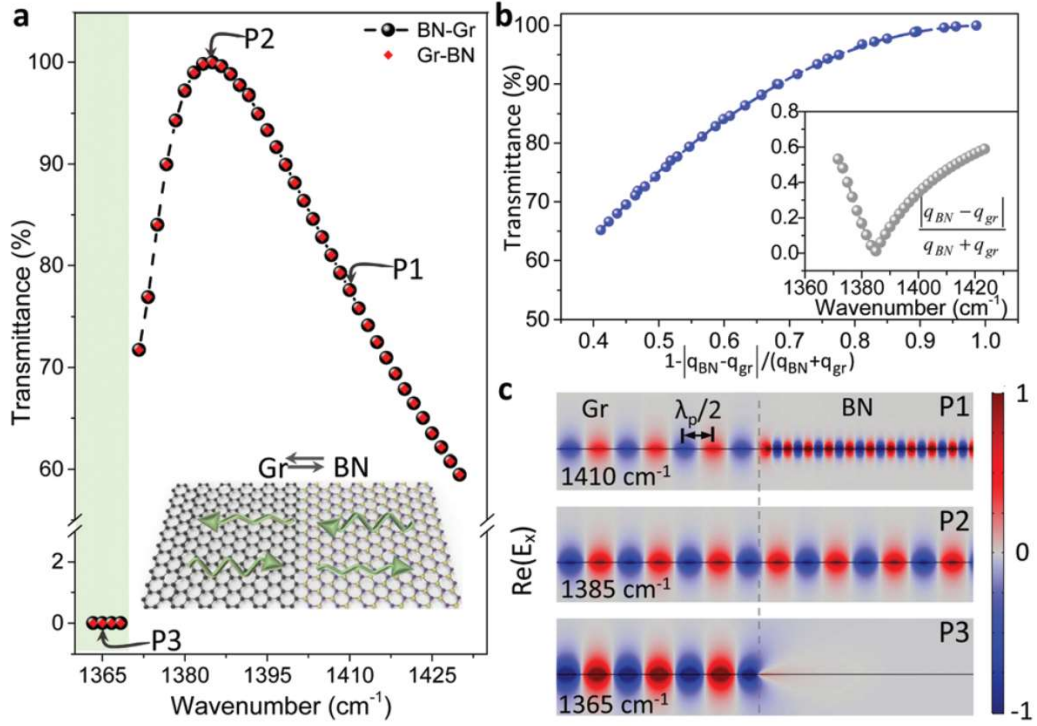 a
BN-Gr
Gr-BN
P2
P1
P3
Gr BN
Transmittance (%)
100
90
80
70
60
2
0
1365 1380 1395 1410 1425
Wavenumber (cm⁻¹)
b
Transmittance (%)
100
90
80
70
60
50
0.4 0.5 0.6 0.7 0.8 0.9 1.0
1-|q_BN-q_gr|/(q_BN+q_gr)
0.8
0.6
0.4
0.2
0.0
1360 1380 1400 1420
Wavenumber (cm⁻¹)
|q_BN − q_gr|
q_BN + q_gr
c
Gr λ_p/2 BN P1
1410 cm⁻¹
P2
1385 cm⁻¹
P3
1365 cm⁻¹
Re(E_x)
1
0
-1